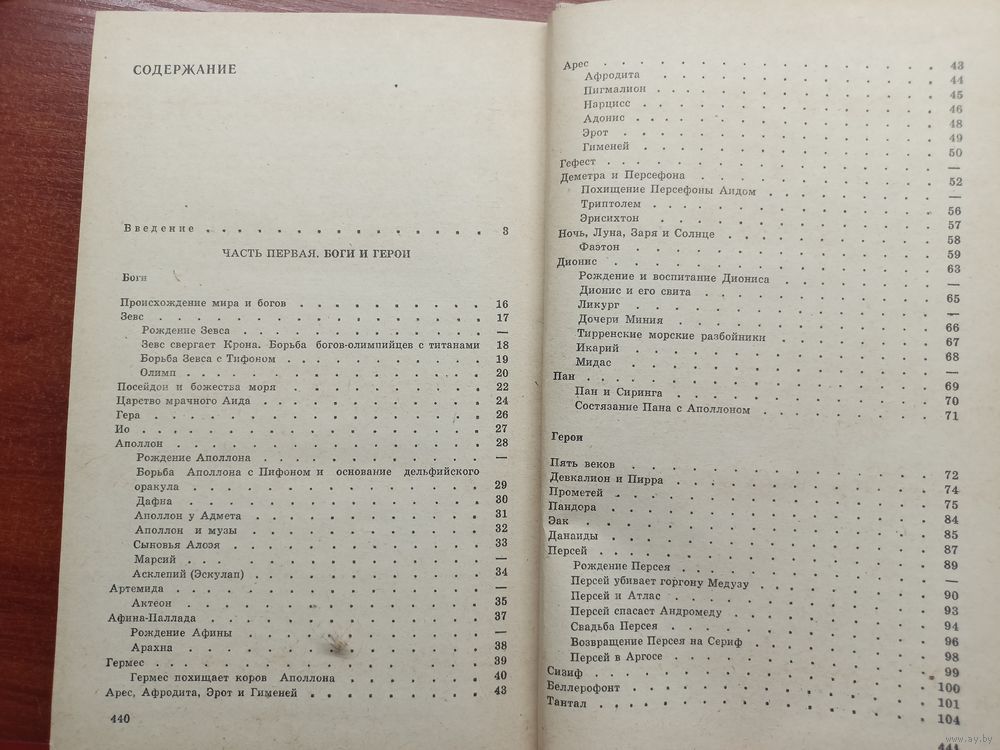 СОДЕРЖАНИЕ
Введение . . . . . . . . . . . . . . . 3
ЧАСТЬ ПЕРВАЯ. БОГИ И ГЕРОИ
Боги
Происхождение мира и богов . . . . . . . . 16
Зевс . . . . . . . . . . . . . . . 17
Рождение Зевса . . . . . . . . . . . —
Зевс свергает Крона. Борьба богов-олимпийцев с титанами 18
Борьба Зевса с Тифоном . . . . . . . . 19
Олимп . . . . . . . . . . . . . . 20
Посейдон и божества моря . . . . . . . . . 22
Царство мрачного Аида . . . . . . . . . . 24
Гера . . . . . . . . . . . . . . . 26
Ио . . . . . . . . . . . . . . . . 27
Аполлон . . . . . . . . . . . . . . 28
Рождение Аполлона . . . . . . . . . . —
Борьба Аполлона с Пифоном и основание дельфийского
оракула . . . . . . . . . . . . . . 29
Дафна . . . . . . . . . . . . . . 30
Аполлон у Адмета . . . . . . . . . . 31
Аполлон и музы . . . . . . . . . . . 32
Сыновья Алоэя . . . . . . . . . . . 33
Марсий . . . . . . . . . . . . . . —
Асклепий (Эскулап) . . . . . . . . . . 34
Артемида . . . . . . . . . . . . . .
Актеон . . . . . . . . . . . . . . 35
Афина-Паллада . . . . . . . . . . . . 37
Рождение Афины . . . . . . . . . . . —
Арахна . . . . . . . . . . . . . . 38
Гермес . . . . . . . . . . . . . . . 39
Гермес похищает коров Аполлона . . . . . . 40
Арес, Афродита, Эрот и Гименей . . . . . . . 43
440
Арес . . . . . . . . . . . . . . . 43
Афродита . . . . . . . . . . . . . 44
Пигмалион . . . . . . . . . . . . . 45
Нарцисс . . . . . . . . . . . . . . 46
Адонис . . . . . . . . . . . . . . 48
Эрот . . . . . . . . . . . . . . . 49
Гименей . . . . . . . . . . . . . . 50
Гефест . . . . . . . . . . . . . . . —
Деметра и Персефона . . . . . . . . . . . 52
Похищение Персефоны Аидом . . . . . . . . —
Триптолем . . . . . . . . . . . . . 56
Эрисихтон . . . . . . . . . . . . . 57
Ночь, Луна, Заря и Солнце . . . . . . . . . 58
Фаэтон . . . . . . . . . . . . . . 59
Дионис . . . . . . . . . . . . . . . 63
Рождение и воспитание Диониса . . . . . . . —
Дионис и его свита . . . . . . . . . . 65
Ликург . . . . . . . . . . . . . . —
Дочери Миния . . . . . . . . . . . . 66
Тирренские морские разбойники . . . . . . . 67
Икарий . . . . . . . . . . . . . . 68
Мидас . . . . . . . . . . . . . . —
Пан . . . . . . . . . . . . . . . . 69
Пан и Сиринга . . . . . . . . . . . . 70
Состязание Пана с Аполлоном . . . . . . . . 71
Герои
Пять веков . . . . . . . . . . . . . . 72
Девкалион и Пирра . . . . . . . . . . . 74
Прометей . . . . . . . . . . . . . . 75
Пандора . . . . . . . . . . . . . . . 84
Эак . . . . . . . . . . . . . . . . 85
Данаиды . . . . . . . . . . . . . . . 87
Персей . . . . . . . . . . . . . . . 89
Рождение Персея . . . . . . . . . . . —
Персей убивает горгону Медузу . . . . . . . 90
Персей и Атлас . . . . . . . . . . . . 93
Персей спасает Андромеду . . . . . . . . . 94
Свадьба Персея . . . . . . . . . . . . 96
Возвращение Персея на Сериф . . . . . . . . 98
Персей в Аргосе . . . . . . . . . . . 99
Сизиф . . . . . . . . . . . . . . . 100
Беллерофонт . . . . . . . . . . . . . 101
Тантал . . . . . . . . . . . . . . . 104
441
www.ay.by